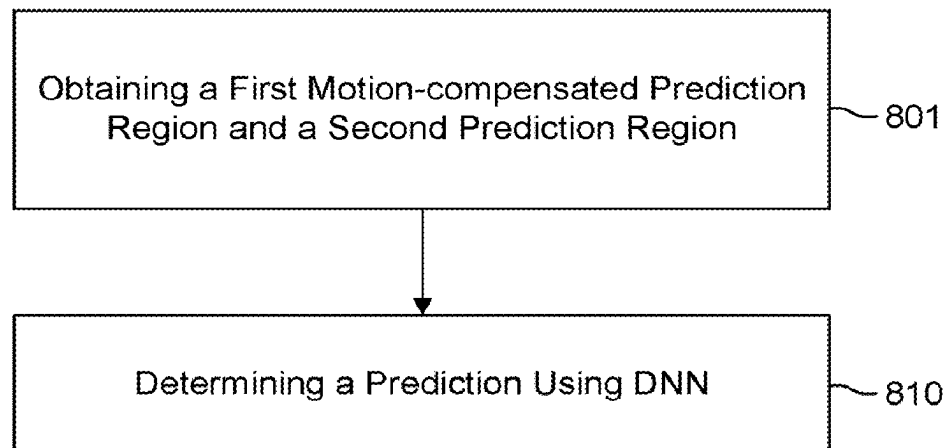 Obtaining a First Motion-compensated Prediction
Region and a Second Prediction Region
801
Determining a Prediction Using DNN
810